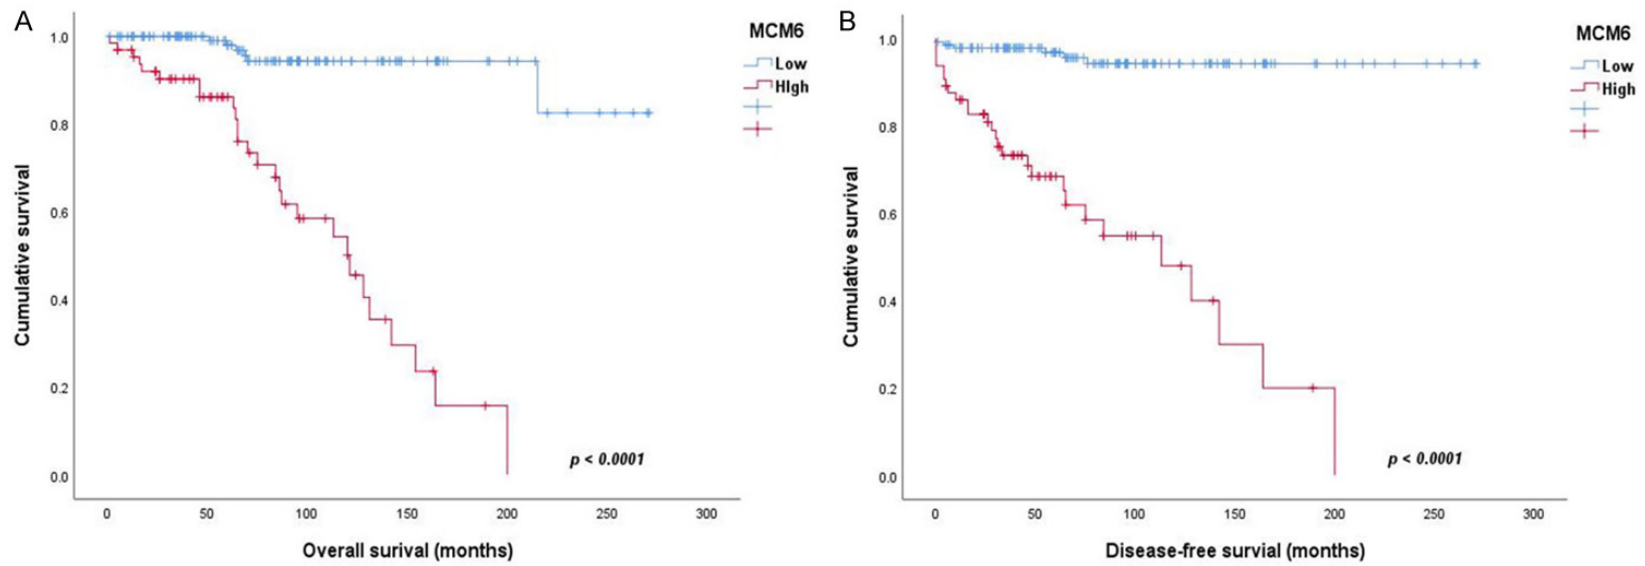 A
MCM6
Low
HIgh
1.0
0.8
0.6
0.4
0.2
0.0
Cumulative survival
0 50 100 150 200 250 300
Overall surival (months)
p < 0.0001
B
MCM6
Low
High
1.0
0.8
0.6
0.4
0.2
0.0
Cumulative survival
0 50 100 150 200 250 300
Disease-free survial (months)
p < 0.0001